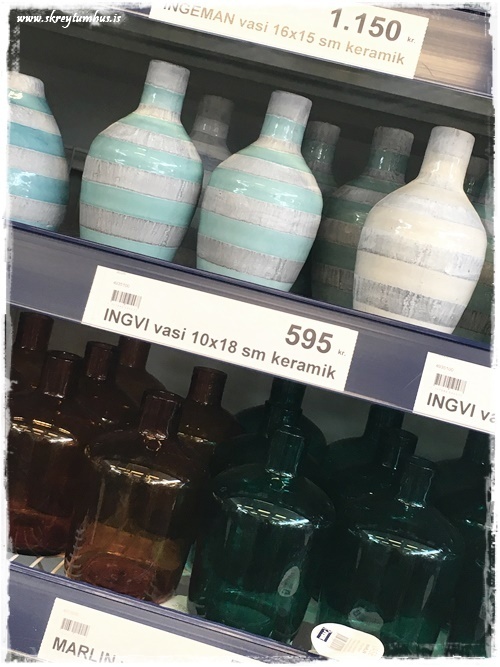 www.skreytumhus.is
1.150 kr.
INGEMAN vasi 16x15 sm keramik
595 kr.
INGVI vasi 10x18 sm keramik
INGVI va
MARLIN